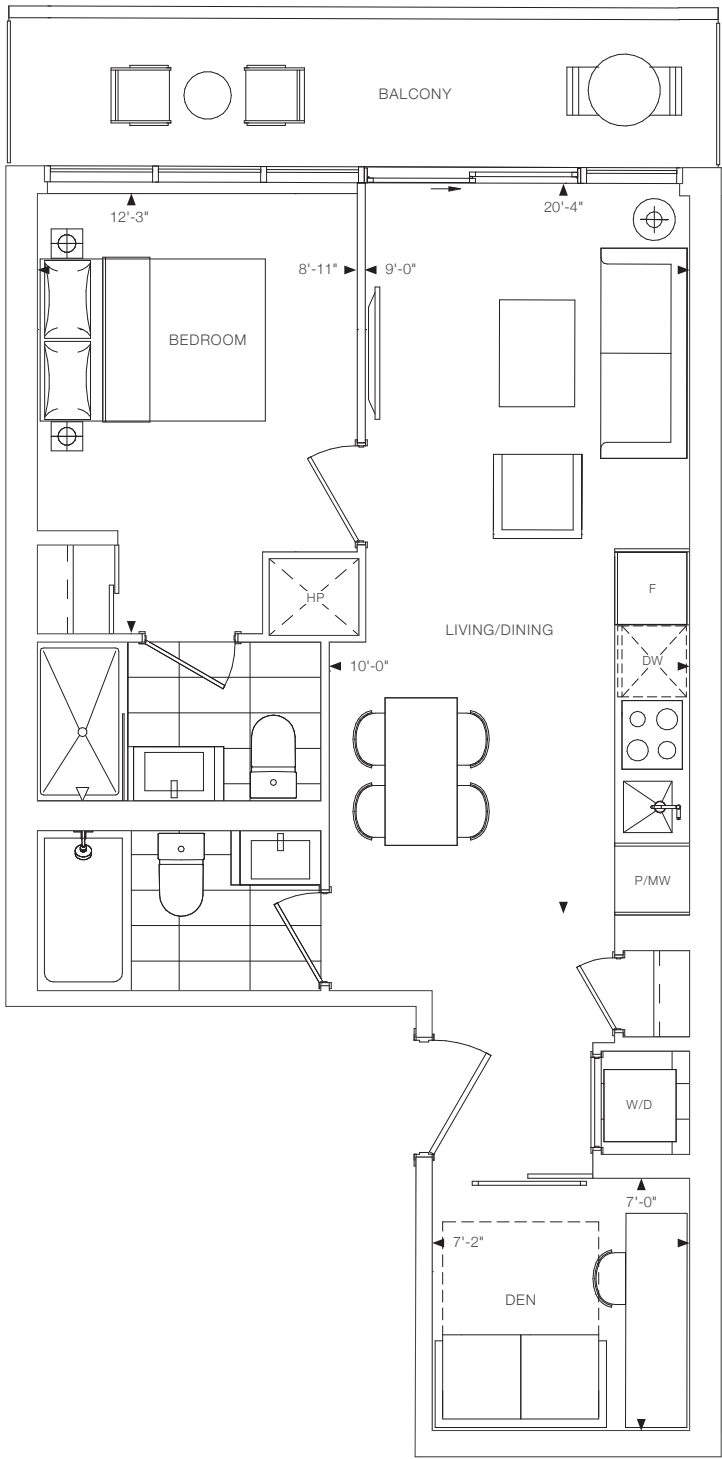 BALCONY
12'-3"
20'-4"
8'-11"
9'-0"
BEDROOM
F
HP
LIVING/DINING
DW
10'-0"
P/MW
W/D
7'-0"
7'-2"
DEN